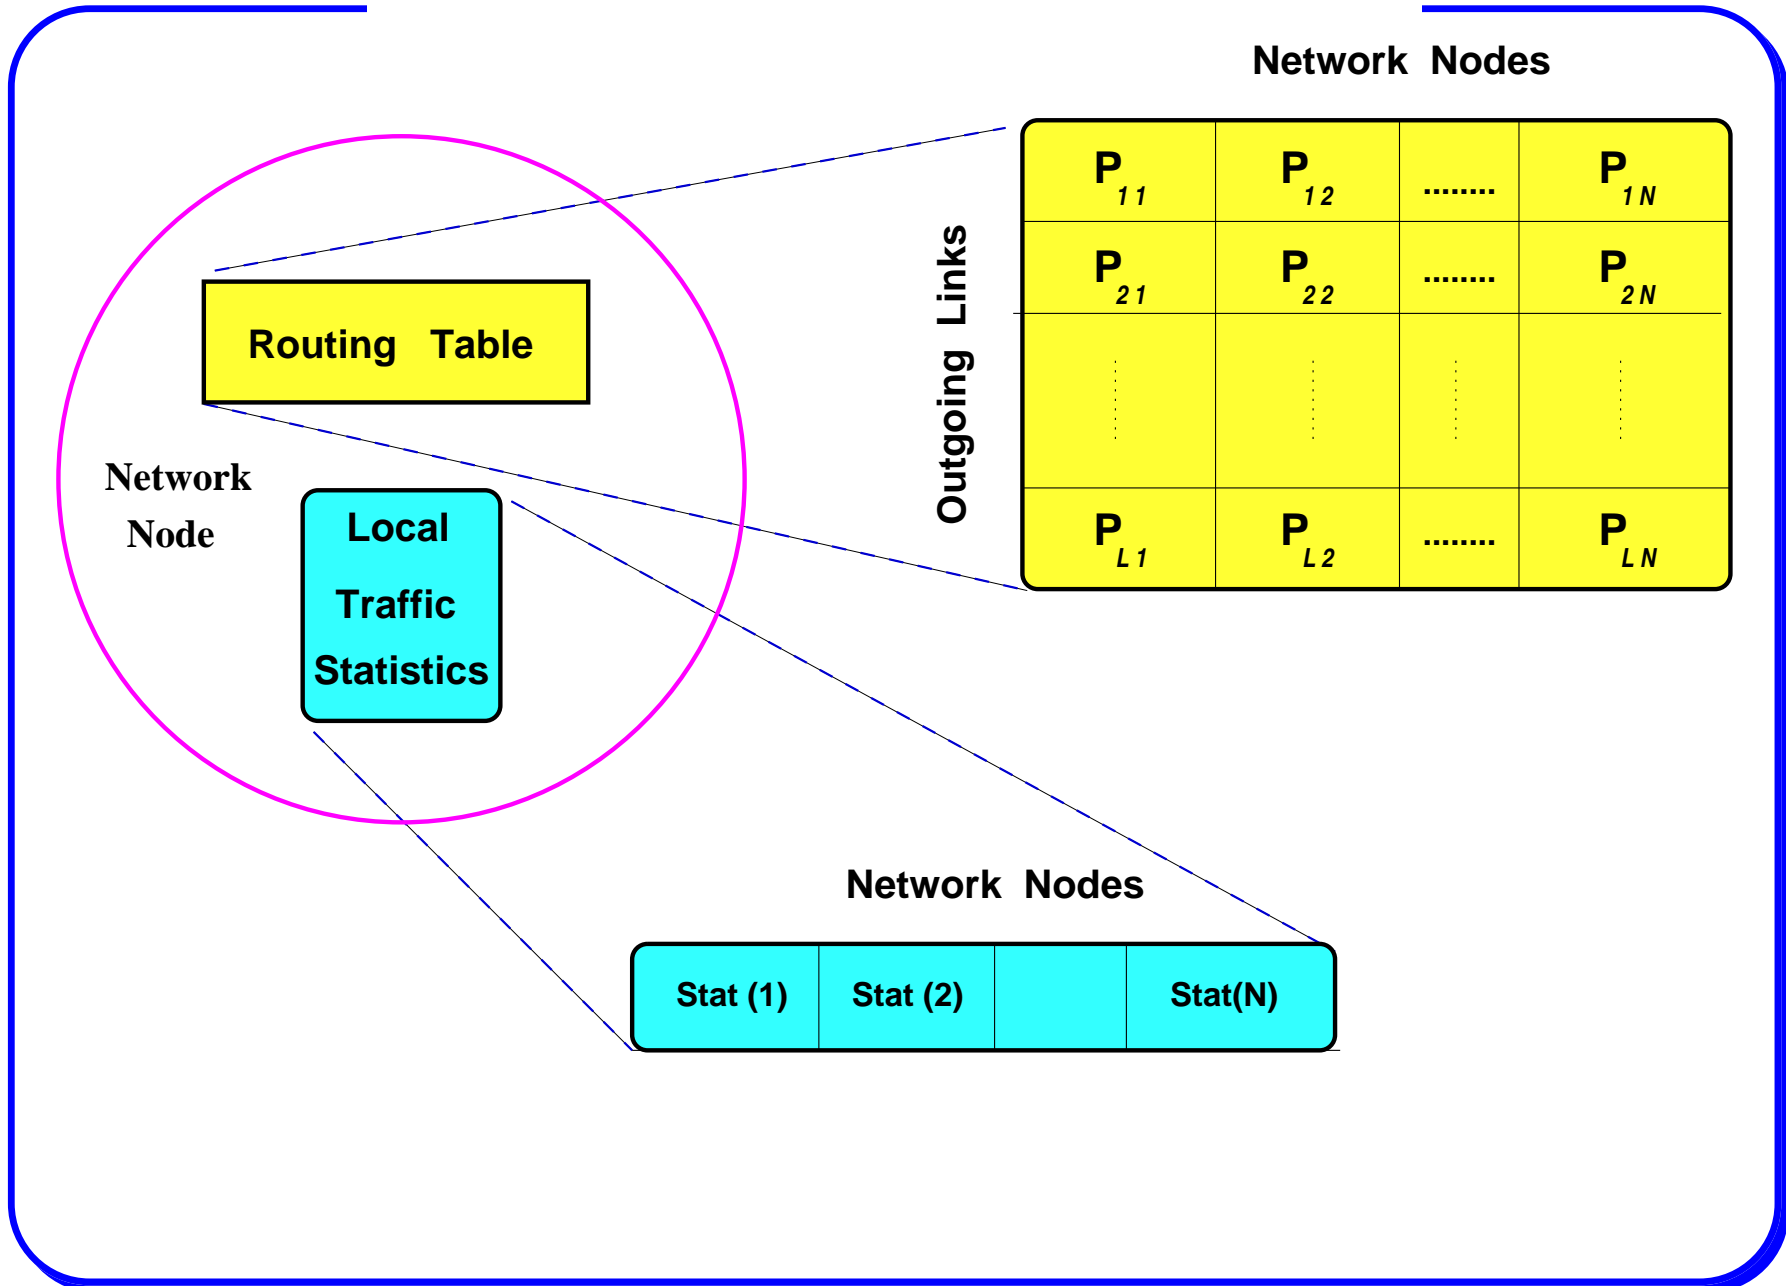 Network Nodes
P11 P12 ........ P1N
P21 P22 ........ P2N
PL1 PL2 ........ PLN
Outgoing Links
Routing Table
Network
Node
Local
Traffic
Statistics
Network Nodes
Stat (1) Stat (2) Stat(N)